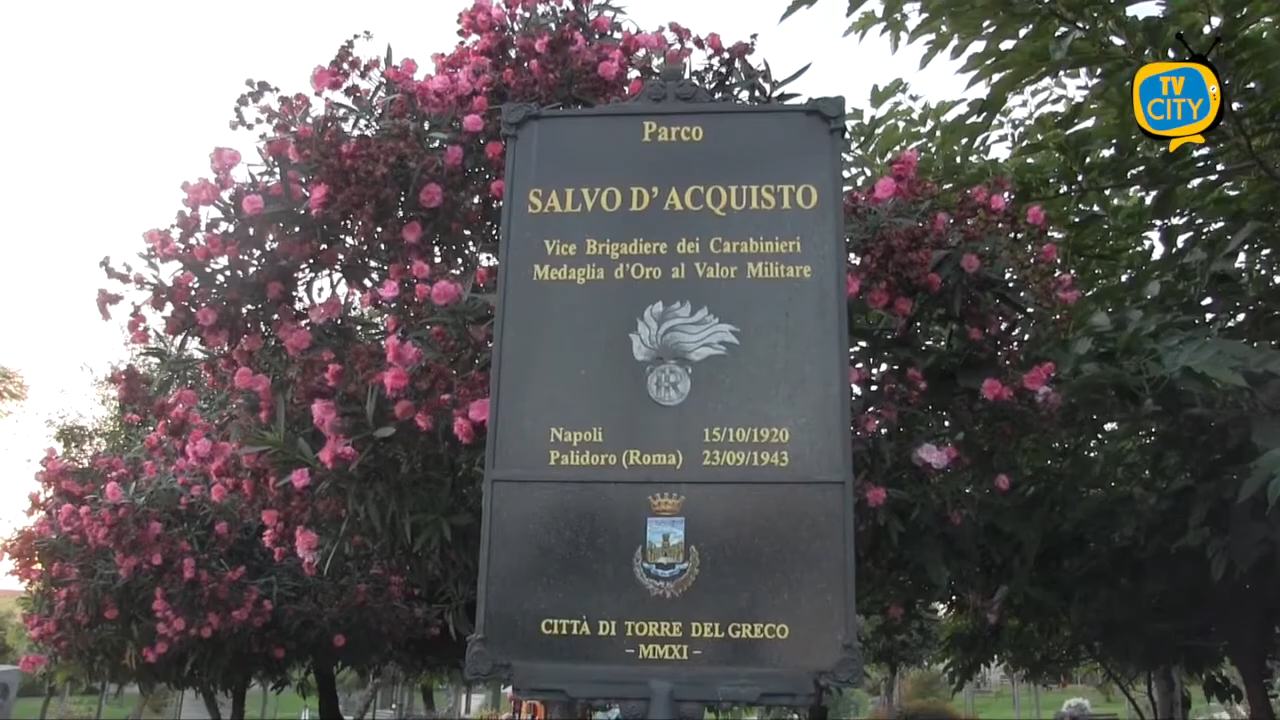 TV
CITY
Parco
SALVO D'ACQUISTO
Vice Brigadiere dei Carabinieri
Medaglia d'Oro al Valor Militare
RI
Napoli 15/10/1920
Palidoro (Roma) 23/09/1943
CITTÀ DI TORRE DEL GRECO
- MMXI -